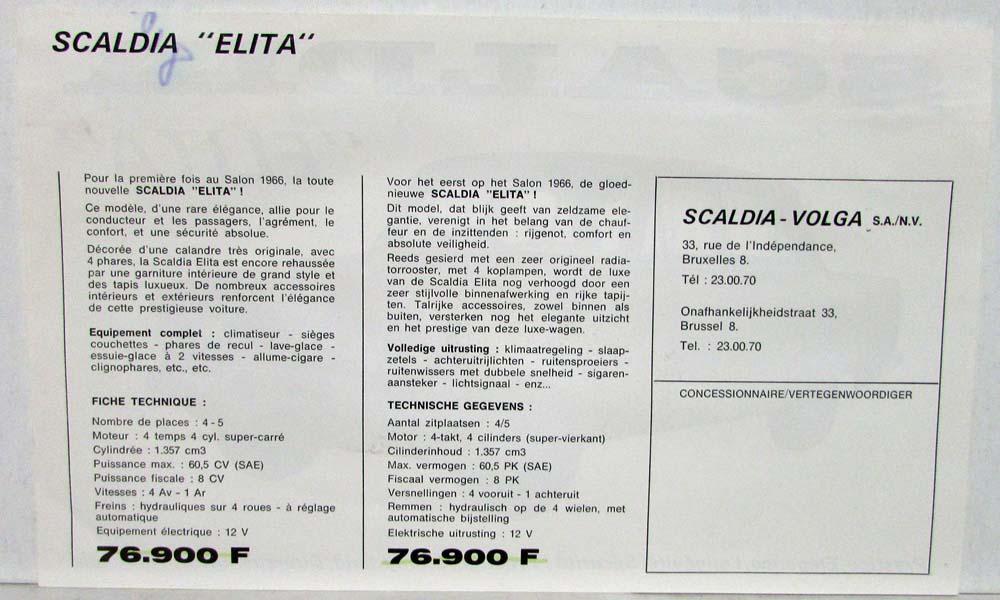 SCALDIA "ELITA"
Pour la première fois au Salon 1966, la toute
nouvelle SCALDIA "ELITA" !
Ce modèle, d'une rare élégance, allie pour le
conducteur et les passagers, l'agrément, le
confort, et une sécurité absolue.
Décorée d'une calandre très originale, avec
4 phares, la Scaldia Elita est encore rehaussée
par une garniture intérieure de grand style et
des tapis luxueux. De nombreux accessoires
intérieurs et extérieurs renforcent l'élégance
de cette prestigieuse voiture.
Equipement complet : climatiseur - sièges
couchettes - phares de recul - lave-glace -
essuie-glace à 2 vitesses - allume-cigare -
clignophares, etc., etc.
FICHE TECHNIQUE :
Nombre de places : 4 - 5
Moteur : 4 temps 4 cyl. super-carré
Cylindrée : 1.357 cm3
Puissance max. : 60,5 CV (SAE)
Puissance fiscale : 8 CV
Vitesses : 4 Av - 1 Ar
Freins : hydrauliques sur 4 roues - à réglage
automatique
Equipement électrique : 12 V
76.900 F
Voor het eerst op het Salon 1966, de gloed-
nieuwe SCALDIA "ELITA" !
Dit model, dat blijk geeft van zeldzame ele-
gantie, verenigt in het belang van de chauf-
feur en de inzittenden : rijgenot, comfort en
absolute veiligheid.
Reeds gesierd met een zeer origineel radia-
torrooster, met 4 koplampen, wordt de luxe
van de Scaldia Elita nog verhoogd door een
zeer stijlvolle binnenafwerking en rijke tapij-
ten. Talrijke accessoires, zowel binnen als
buiten, versterken nog het elegante uitzicht
en het prestige van deze luxe-wagen.
Volledige uitrusting : klimaatregeling - slaap-
zetels - achteruitrijlichten - ruitensproeiers -
ruitenwissers met dubbele snelheid - sigaren-
aansteker - lichtsignaal - enz...
TECHNISCHE GEGEVENS :
Aantal zitplaatsen : 4/5
Motor : 4-takt, 4 cilinders (super-vierkant)
Cilinderinhoud : 1.357 cm3
Max. vermogen : 60,5 PK (SAE)
Fiscaal vermogen : 8 PK
Versnellingen : 4 vooruit - 1 achteruit
Remmen : hydraulisch op de 4 wielen, met
automatische bijstelling
Elektrische uitrusting : 12 V
76.900 F
SCALDIA - VOLGA S.A./N.V.
33, rue de l'Indépendance,
Bruxelles 8.
Tél : 23.00.70
Onafhankelijkheidstraat 33,
Brussel 8.
Tel. : 23.00.70
CONCESSIONNAIRE/VERTEGENWOORDIGER